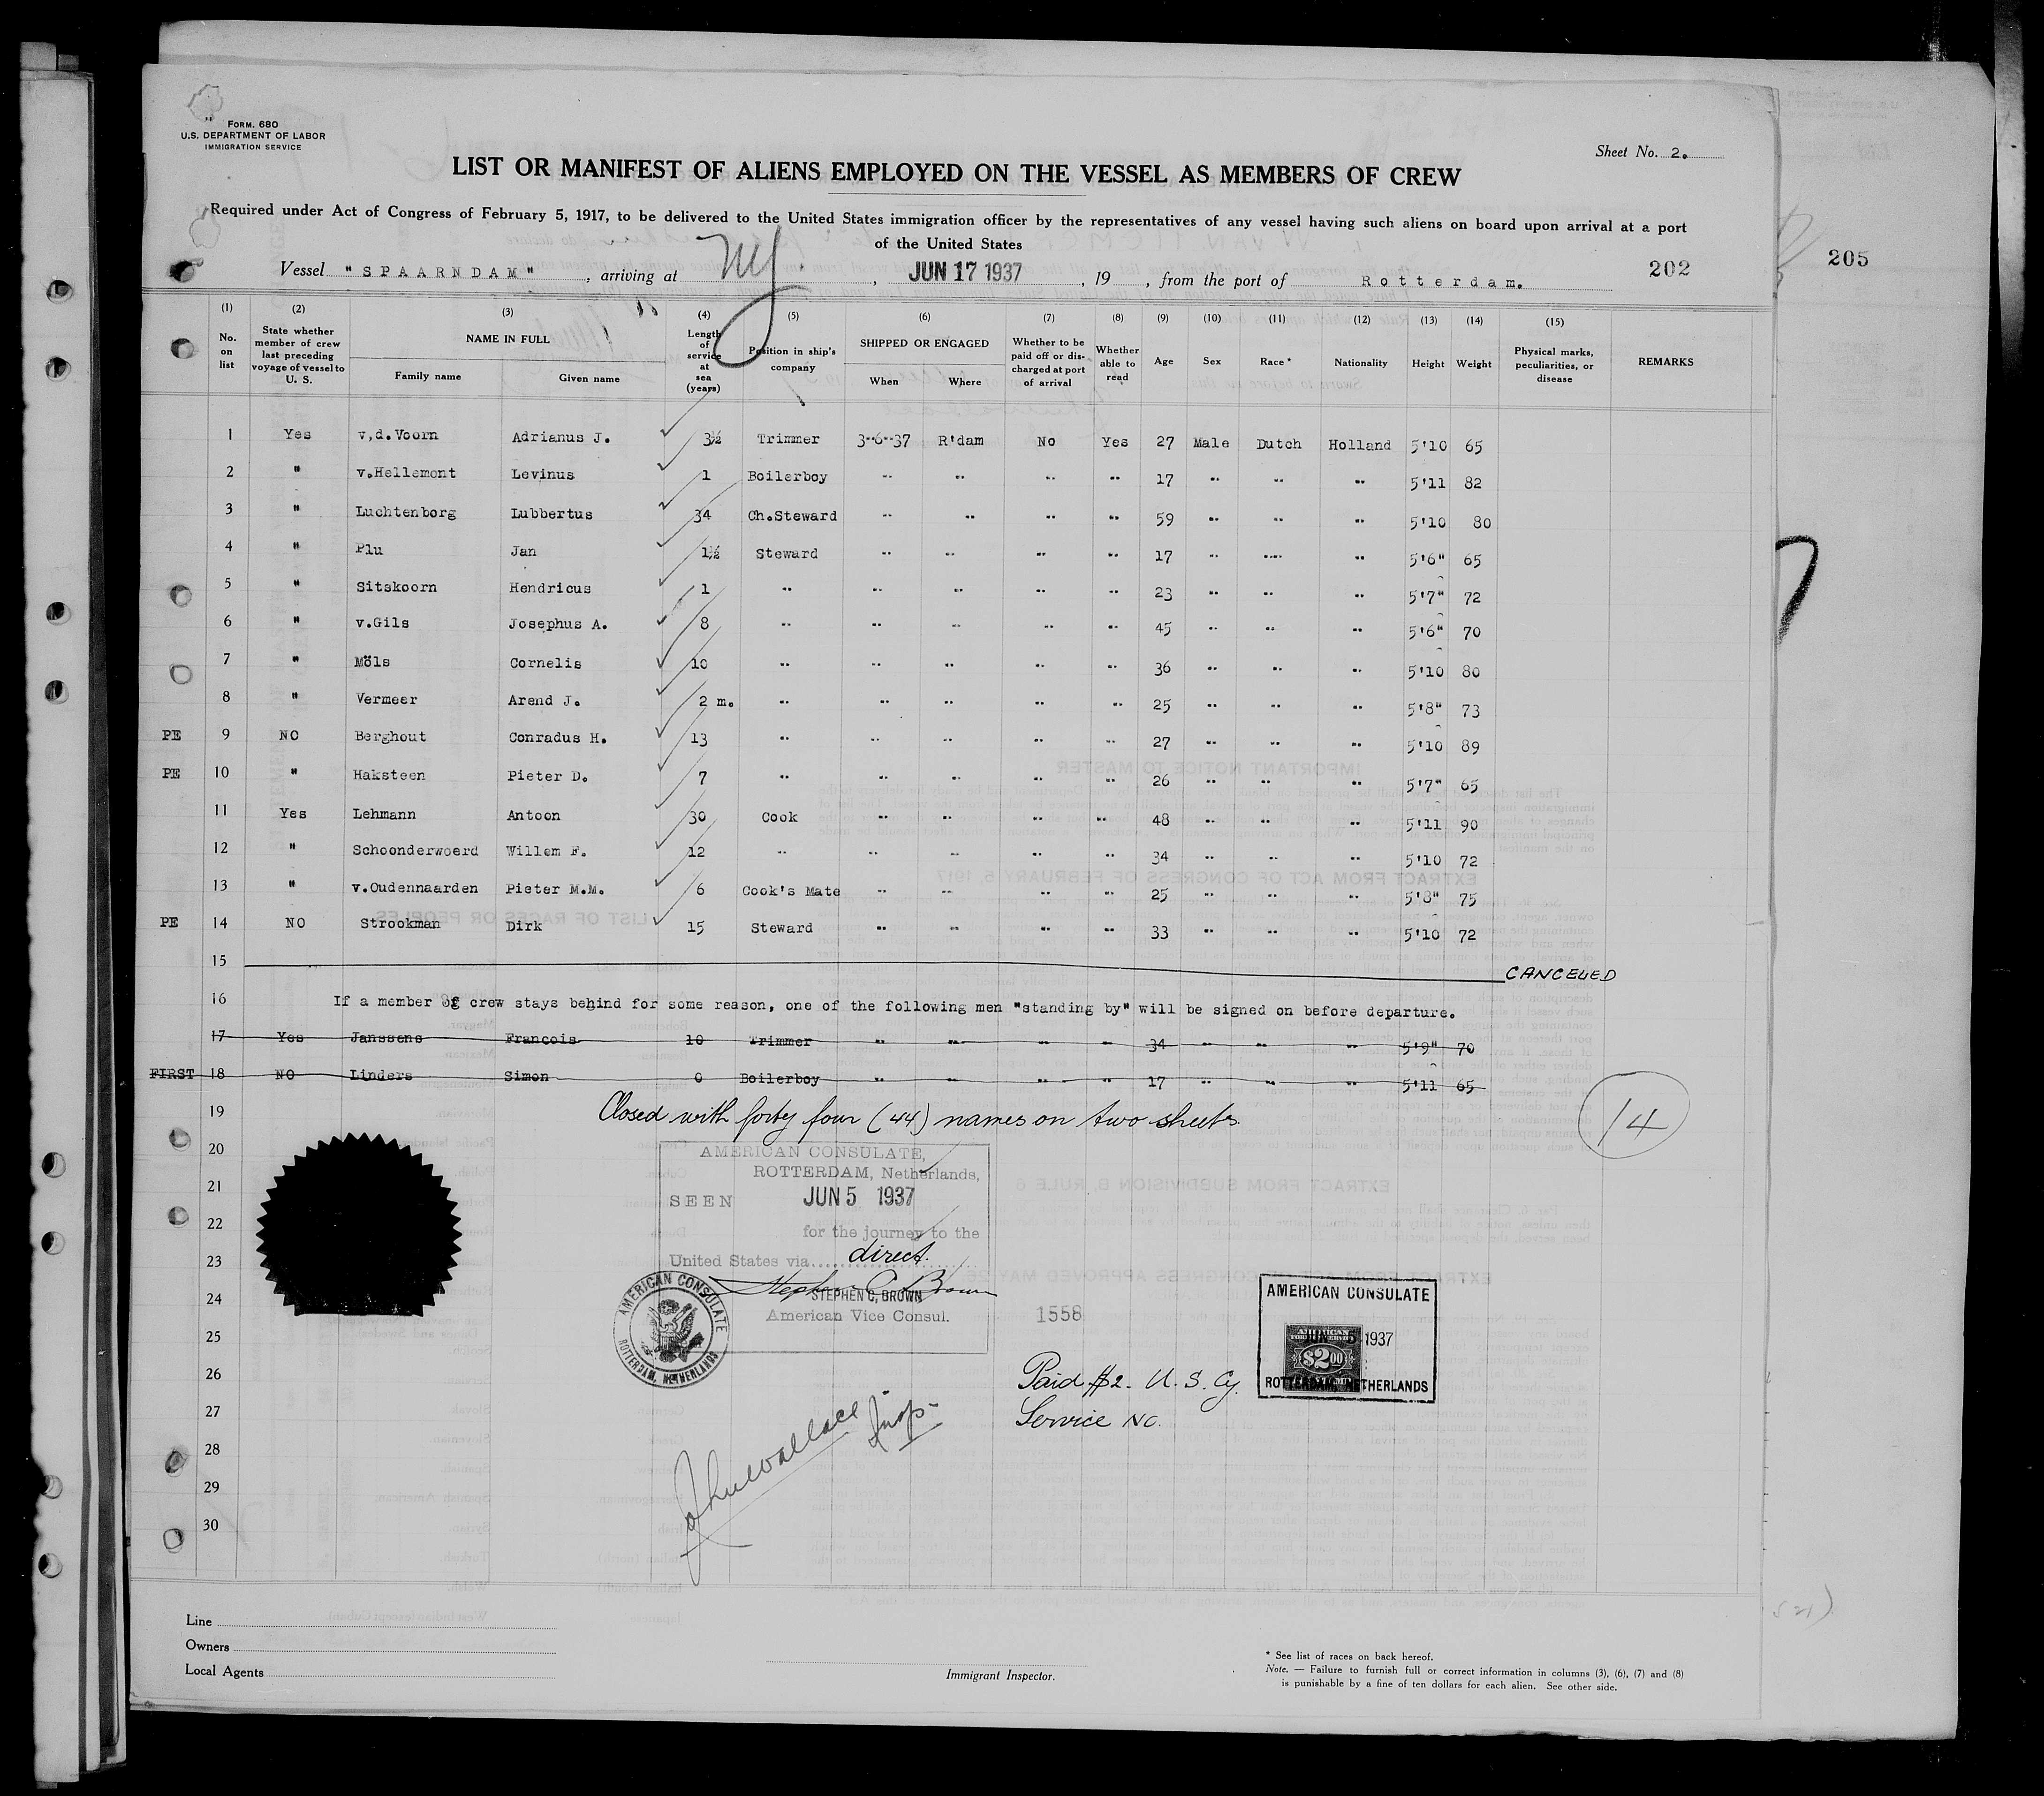 FORM. 680
U.S. DEPARTMENT OF LABOR
IMMIGRATION SERVICE
Sheet No. 2.
LIST OR MANIFEST OF ALIENS EMPLOYED ON THE VESSEL AS MEMBERS OF CREW
Required under Act of Congress of February 5, 1917, to be delivered to the United States immigration officer by the representatives of any vessel having such aliens on board upon arrival at a port
of the United States
Vessel "SPAARNDAM", arriving at NY., JUN 17 1937, 19, from the port of Rotterdam.
202
205
(1) (2) (3) (4) (5) (6) (7) (8) (9) (10) (11) (12) (13) (14) (15)
No. on list | State whether member of crew last preceding voyage of vessel to U. S. | NAME IN FULL | Family name | Given name | Length of service at sea (years) | Position in ship's company | SHIPPED OR ENGAGED | When | Where | Whether to be paid off or discharged at port of arrival | Whether able to read | Age | Sex | Race * | Nationality | Height | Weight | Physical marks, peculiarities, or disease | REMARKS
1 Yes v,d.Voorn Adrianus J. 3½ Trimmer 3-6-37 R'dam No Yes 27 Male Dutch Holland 5'10 65
2 " v.Hellemont Levinus 1 Boilerboy " " " " 17 " " " 5'11 82
3 " Luchtenborg Lubbertus 34 Ch.Steward " " " " 59 " " " 5'10 80
4 " Plu Jan 1½ Steward " " " " 17 " " " 5'6" 65
5 " Sitskoorn Hendricus 1 " " " " " 23 " " " 5'7" 72
6 " v.Gils Josephus A. 8 " " " " " 45 " " " 5'6" 70
7 " Möls Cornelis 10 " " " " " 36 " " " 5'10 80
8 " Vermeer Arend J. 2 m. " " " " " 25 " " " 5'8" 73
PE 9 NO Berghout Conradus H. 13 " " " " " 27 " " " 5'10 89
PE 10 " Haksteen Pieter D. 7 " " " " " 26 " " " 5'7" 65
11 Yes Lehmann Antoon 30 Cook " " " " 48 " " " 5'11 90
12 " Schoonderwoerd Willem F. 12 " " " " " 34 " " " 5'10 72
13 " v.Oudennaarden Pieter M.M. 6 Cook's Mate " " " " 25 " " " 5'8" 75
PE 14 NO Strookman Dirk 15 Steward " " " " 33 " " " 5'10 72
15 CANCELED
16 If a member of crew stays behind for some reason, one of the following men "standing by" will be signed on before departure.
17 Yes Janssens Francois 10 Trimmer " " " " 34 " " " 5'9" 70
FIRST 18 NO Linders Simon 0 Boilerboy " " " " 17 " " " 5'11 65
19 Closed with forty four (44) names on two sheets
14
20
21
22
23
24
25
26
27
28
29
30
AMERICAN CONSULATE,
ROTTERDAM, Netherlands,
SEEN JUN 5 1937
for the journey to the
United States via direct.
Stephen C. Brown
STEPHEN C. BROWN
American Vice Consul.
AMERICAN CONSULATE
ROTTERDAM, NETHERLANDS
1558
AMERICAN CONSULATE
5 1937
$2.00
ROTTERDAM, NETHERLANDS
Paid $2- U. S. Cy.
Service No.
Line
Owners
Local Agents
Immigrant Inspector.
* See list of races on back hereof.
Note. — Failure to furnish full or correct information in columns (3), (6), (7) and (8)
is punishable by a fine of ten dollars for each alien. See other side.